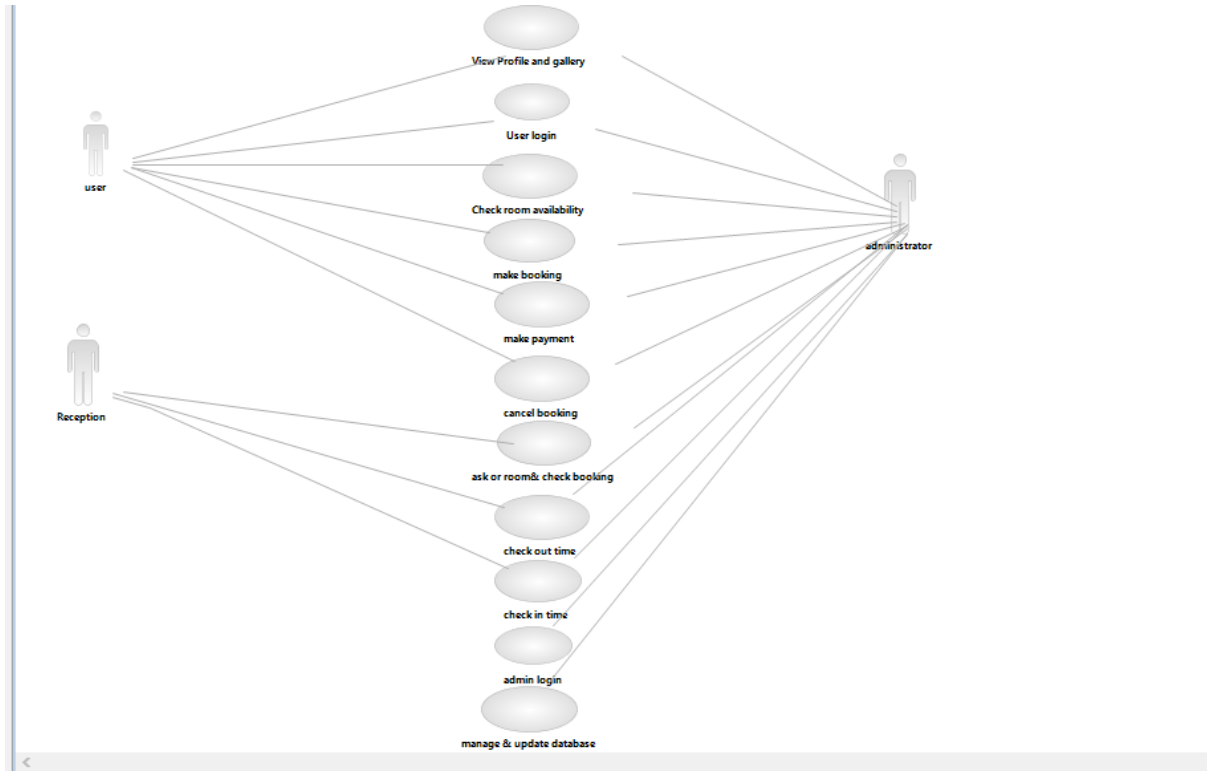 View Profile and gallery
User login
user
Check room availability
administrator
make booking
make payment
cancel booking
Reception
ask or room& check booking
check out time
check in time
admin login
manage & update database